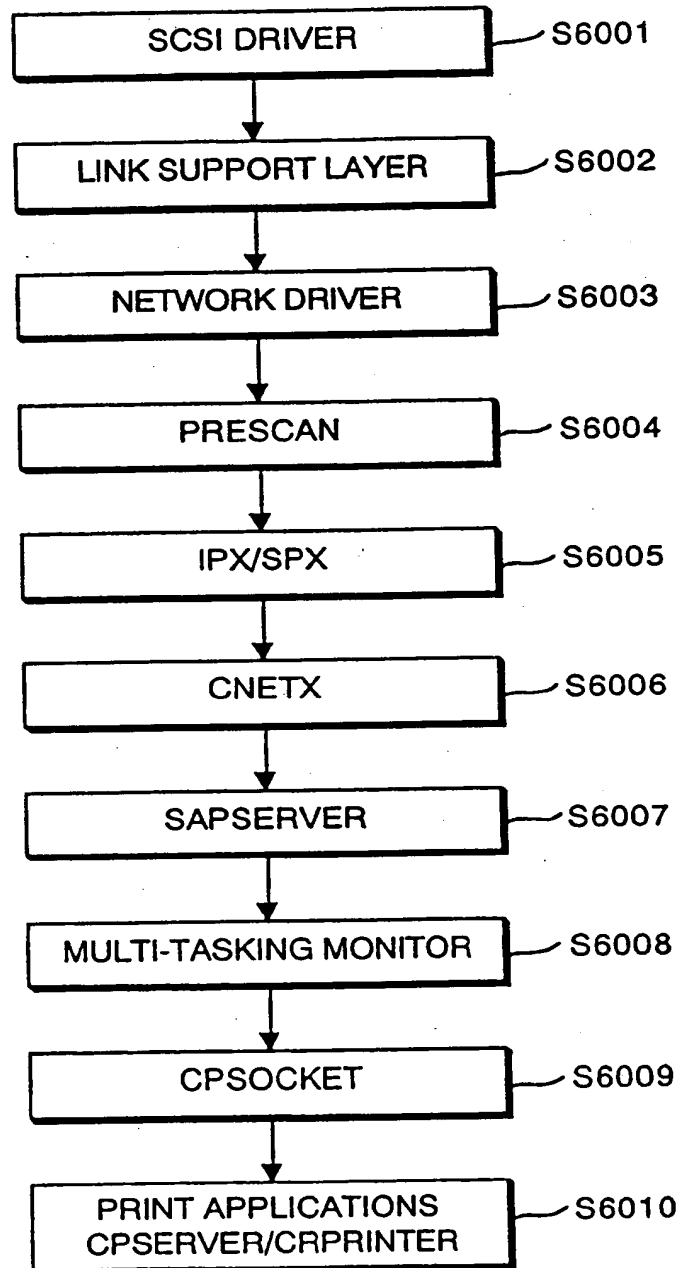 SCSI DRIVER
S6001
LINK SUPPORT LAYER
S6002
NETWORK DRIVER
S6003
PRESCAN
S6004
IPX/SPX
S6005
CNETX
S6006
SAPSERVER
S6007
MULTI-TASKING MONITOR
S6008
CPSOCKET
S6009
PRINT APPLICATIONS
CPSERVER/CRPRINTER
S6010